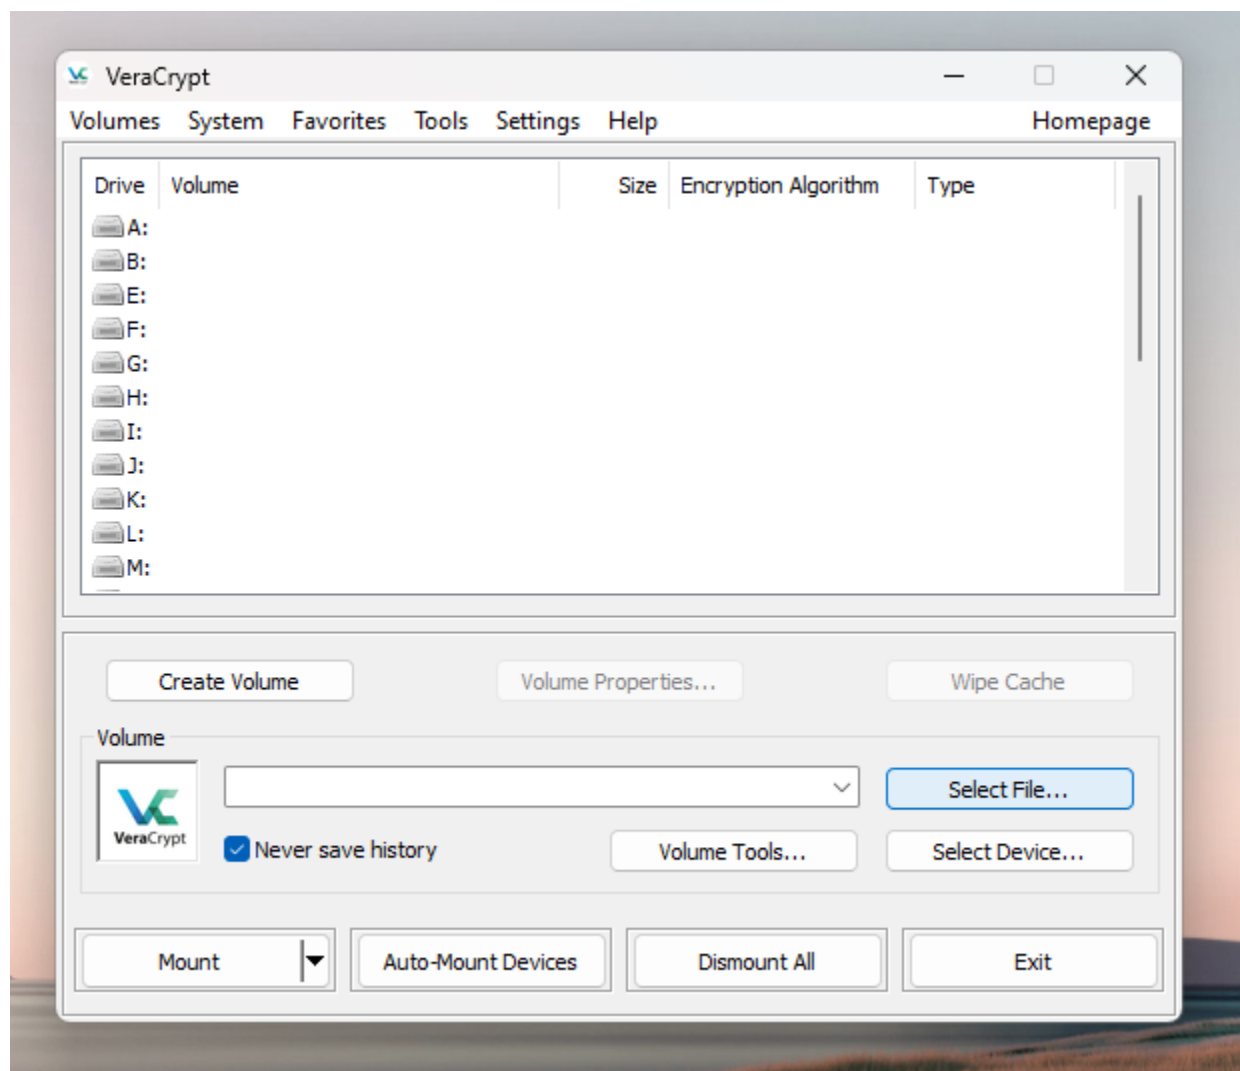 VeraCrypt
Volumes System Favorites Tools Settings Help Homepage
Drive Volume Size Encryption Algorithm Type
A:
B:
E:
F:
G:
H:
I:
J:
K:
L:
M:
Create Volume Volume Properties... Wipe Cache
Volume
Select File...
VeraCrypt
Never save history Volume Tools... Select Device...
Mount Auto-Mount Devices Dismount All Exit